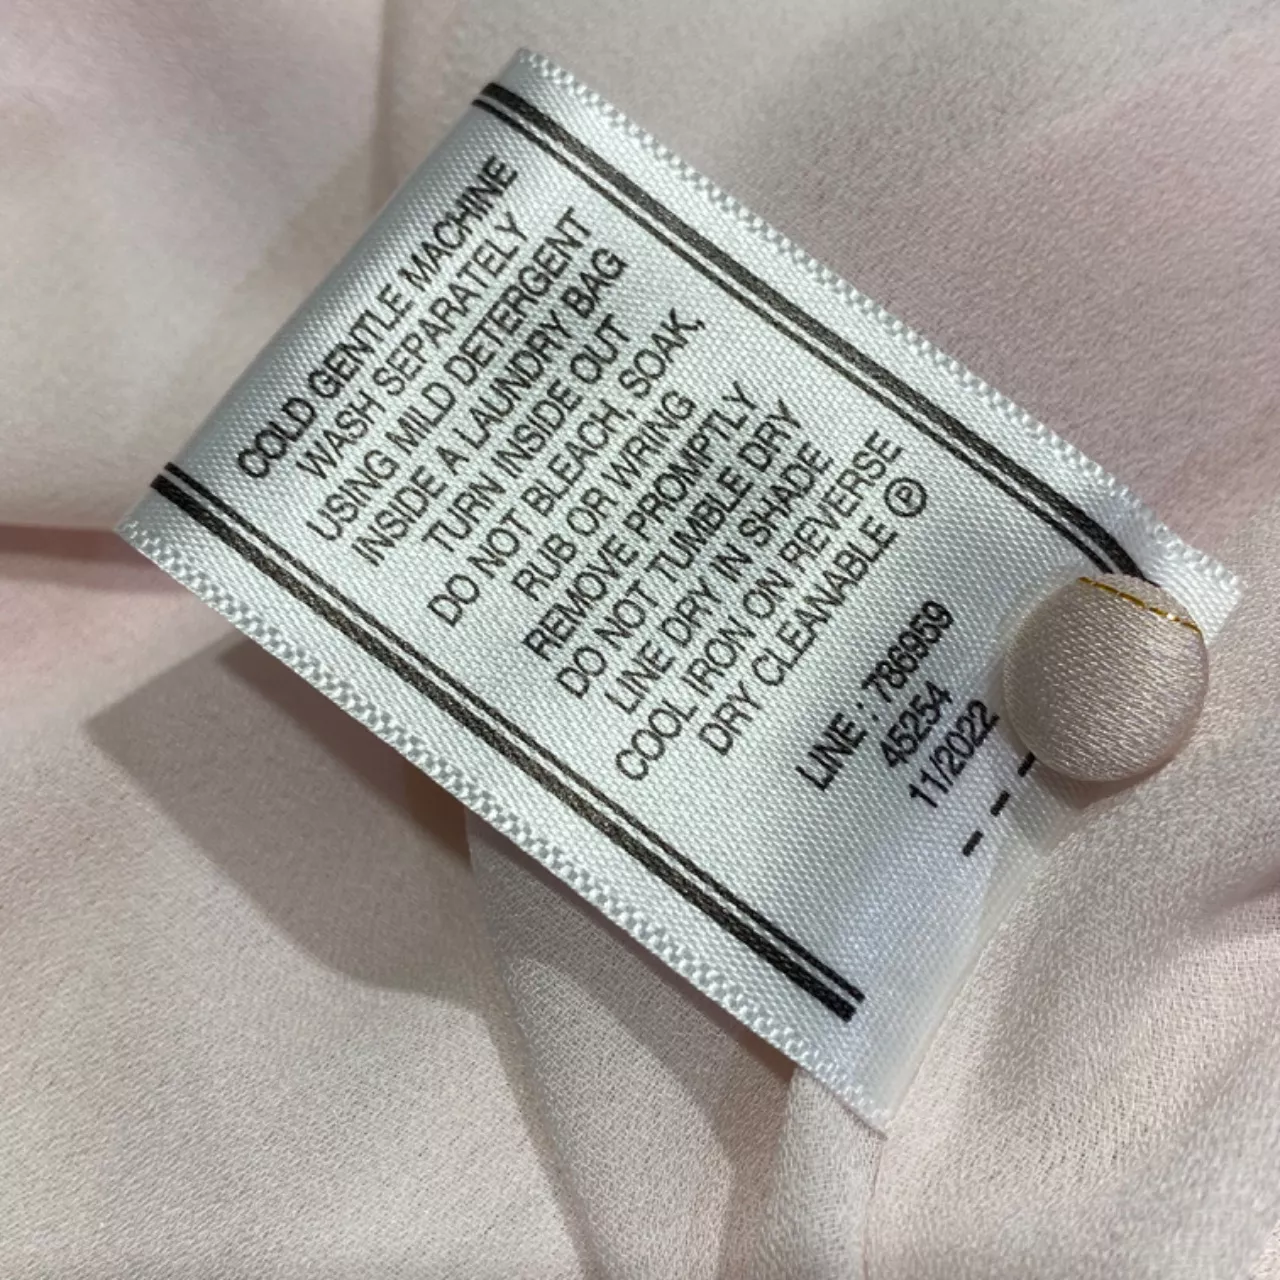 COLD GENTLE MACHINE
WASH SEPARATELY
USING MILD DETERGENT
INSIDE A LAUNDRY BAG
TURN INSIDE OUT
DO NOT BLEACH, SOAK,
RUB OR WRING
REMOVE PROMPTLY
DO NOT TUMBLE DRY
LINE DRY IN SHADE
COOL IRON ON REVERSE
DRY CLEANABLE Ⓟ
LINE : 786959
45254
11/2022